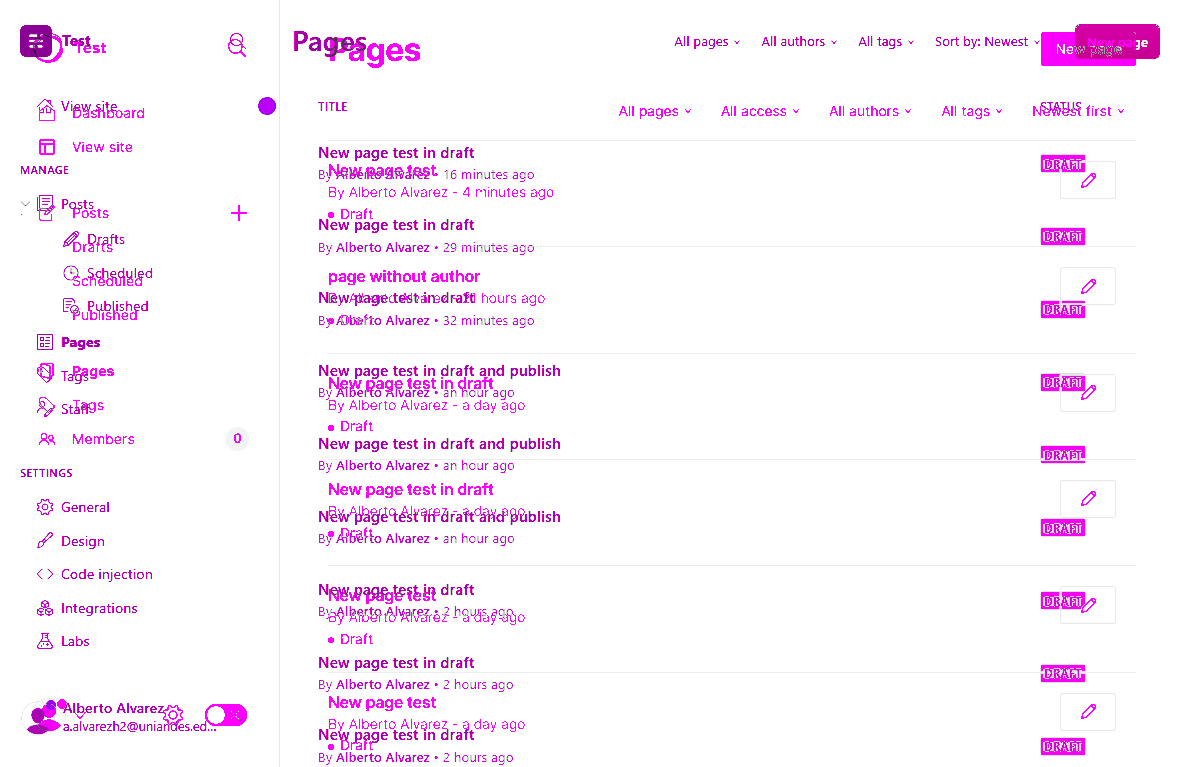 Test
Test
View site
Dashboard
View site
MANAGE
Posts
Posts
Drafts
Drafts
Scheduled
Scheduled
Published
Published
Pages
Pages
Tags
Tags
Staff
Members 0
SETTINGS
General
Design
Code injection
Integrations
Labs
Alberto Alvarez
a.alvarezh2@uniandes.ed...
Pages
Pages
All pages All authors All tags Sort by: Newest
New page
New page
TITLE
STATUS
All pages All access All authors All tags Newest first
New page test in draft
DRAFT
By Alberto Alvarez • 16 minutes ago
New page test
By Alberto Alvarez - 4 minutes ago
Draft
New page test in draft
DRAFT
By Alberto Alvarez • 29 minutes ago
page without author
By Alberto Alvarez - 21 hours ago
New page test in draft
DRAFT
Draft
By Alberto Alvarez • 32 minutes ago
New page test in draft and publish
DRAFT
New page test in draft
By Alberto Alvarez • an hour ago
By Alberto Alvarez - a day ago
Draft
New page test in draft and publish
DRAFT
By Alberto Alvarez • an hour ago
New page test in draft
By Alberto Alvarez - a day ago
New page test in draft and publish
DRAFT
Draft
By Alberto Alvarez • an hour ago
New page test in draft
DRAFT
New page test
By Alberto Alvarez • 2 hours ago
By Alberto Alvarez - a day ago
Draft
New page test in draft
DRAFT
By Alberto Alvarez • 2 hours ago
New page test
By Alberto Alvarez - a day ago
New page test in draft
DRAFT
Draft
By Alberto Alvarez • 2 hours ago